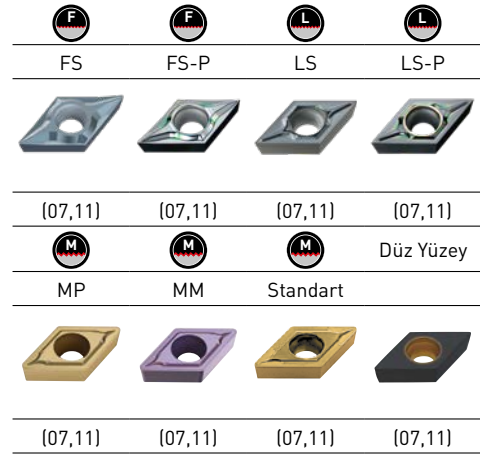 F F L L
FS FS-P LS LS-P
(07,11) (07,11) (07,11) (07,11)
M M M Düz Yüzey
MP MM Standart
(07,11) (07,11) (07,11) (07,11)